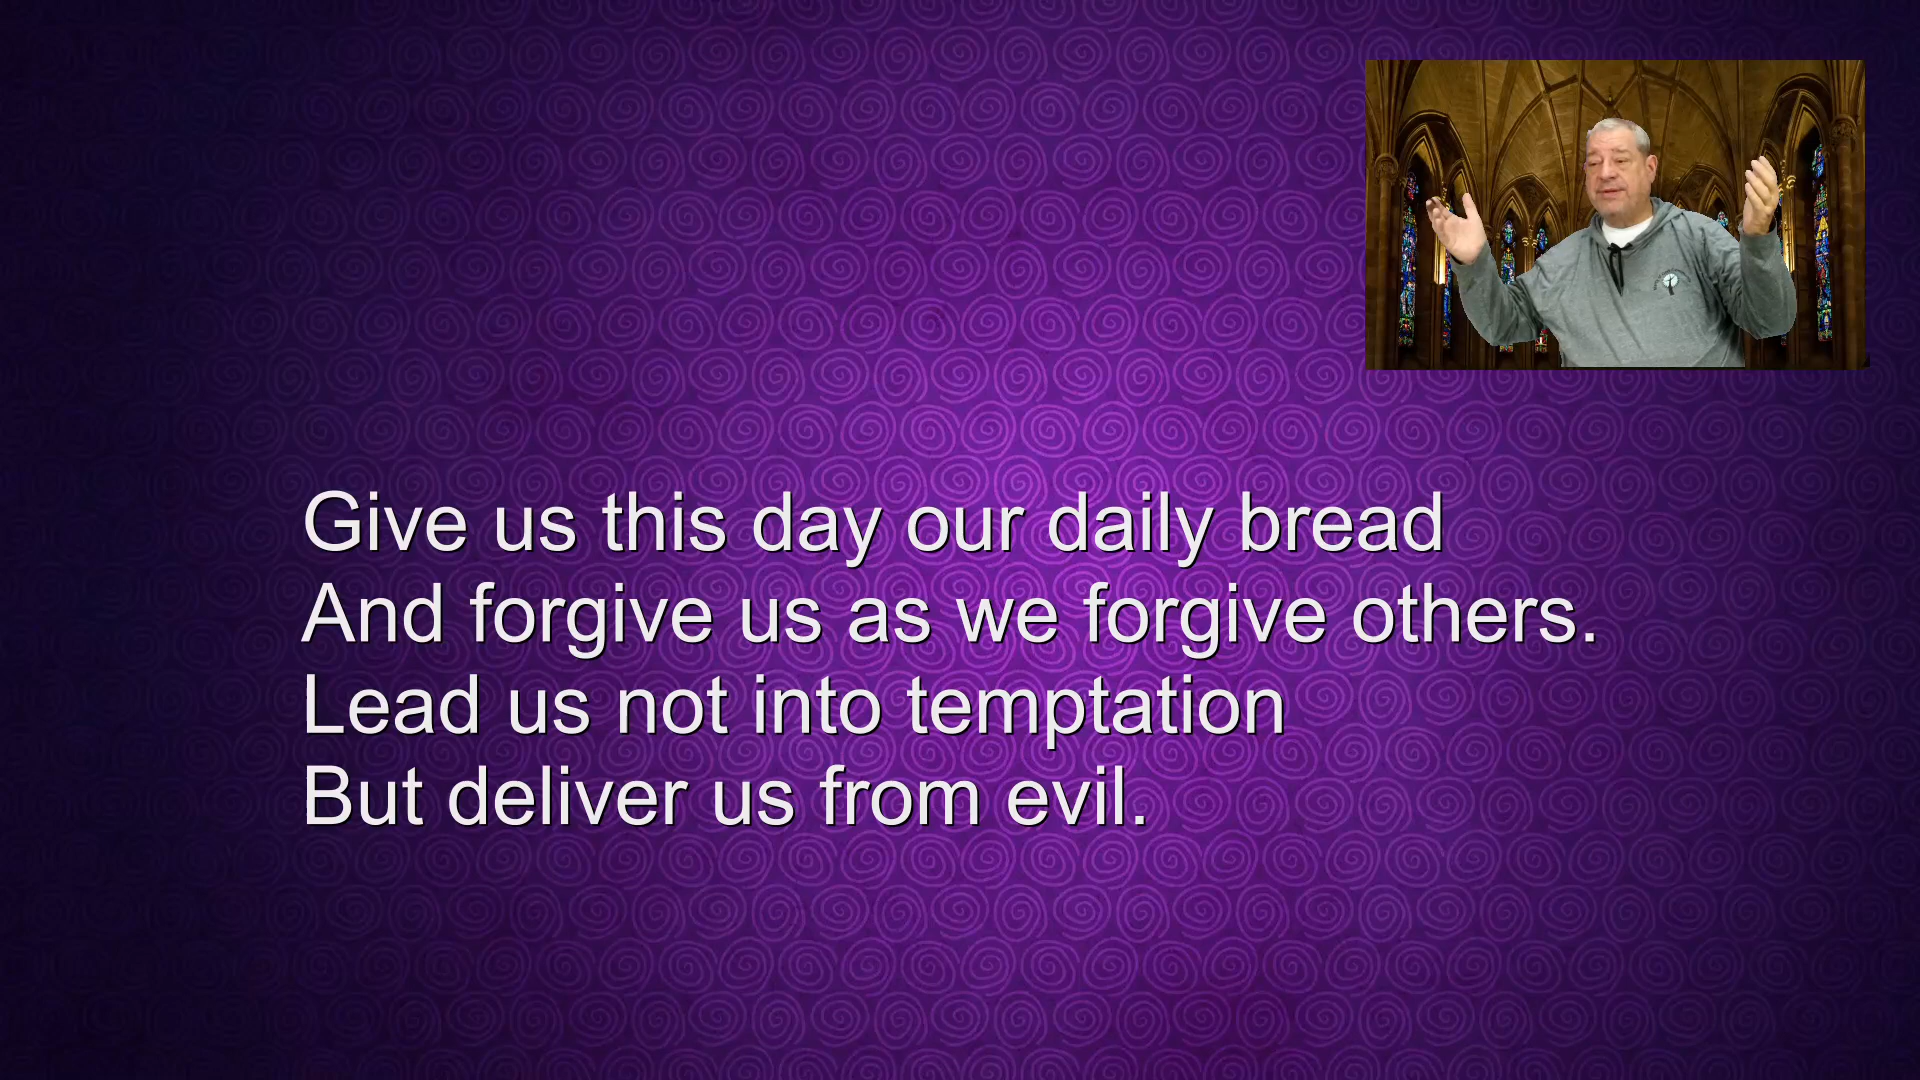 Give us this day our daily bread
And forgive us as we forgive others.
Lead us not into temptation
But deliver us from evil.